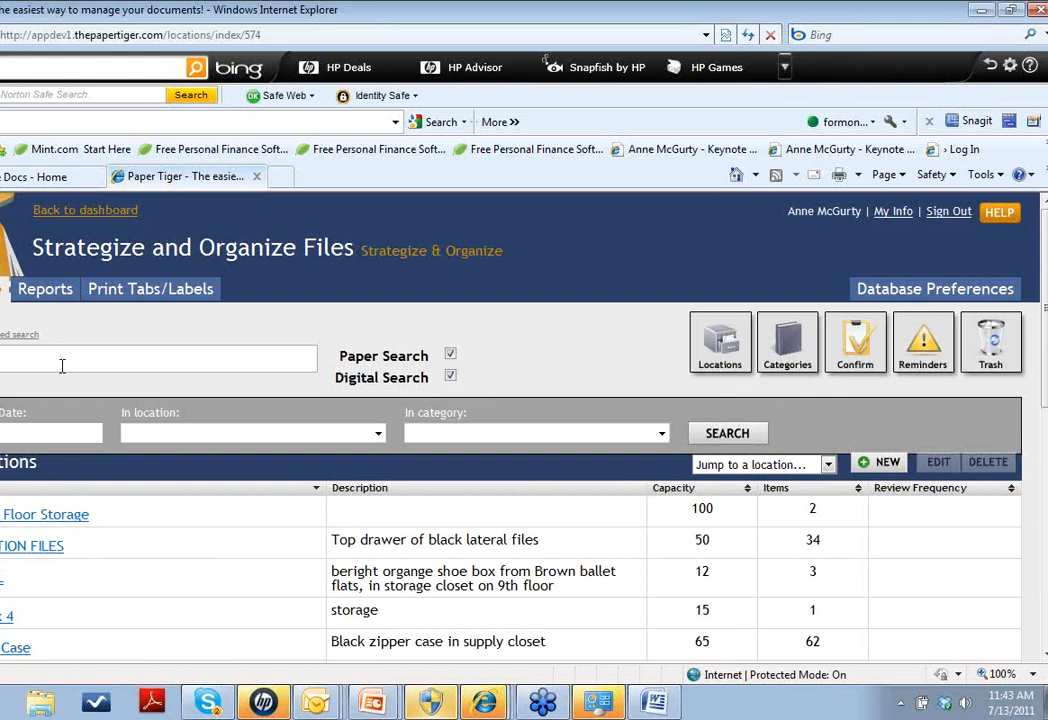 he easiest way to manage your documents! - Windows Internet Explorer
http://appdev1.thepapertiger.com/locations/index/574
Bing
bing HP Deals HP Advisor Snapfish by HP HP Games
Norton Safe Search Search Safe Web Identity Safe
Search More >> formon... Snagit
Mint.com Start Here Free Personal Finance Soft... Free Personal Finance Soft... Free Personal Finance Soft... Anne McGurty - Keynote ... Anne McGurty - Keynote ... › Log In
Docs - Home Paper Tiger - The easie... Page Safety Tools
Back to dashboard Anne McGurty | My Info | Sign Out HELP
Strategize and Organize Files Strategize & Organize
Reports Print Tabs/Labels Database Preferences
ed search
Paper Search
Digital Search
Locations Categories Confirm Reminders Trash
Date: In location: In category:
SEARCH
tions Jump to a location... NEW EDIT DELETE
Description Capacity Items Review Frequency
Floor Storage 100 2
TION FILES Top drawer of black lateral files 50 34
beright organge shoe box from Brown ballet flats, in storage closet on 9th floor 12 3
4 storage 15 1
Case Black zipper case in supply closet 65 62
Internet | Protected Mode: On 100%
11:43 AM
7/13/2011